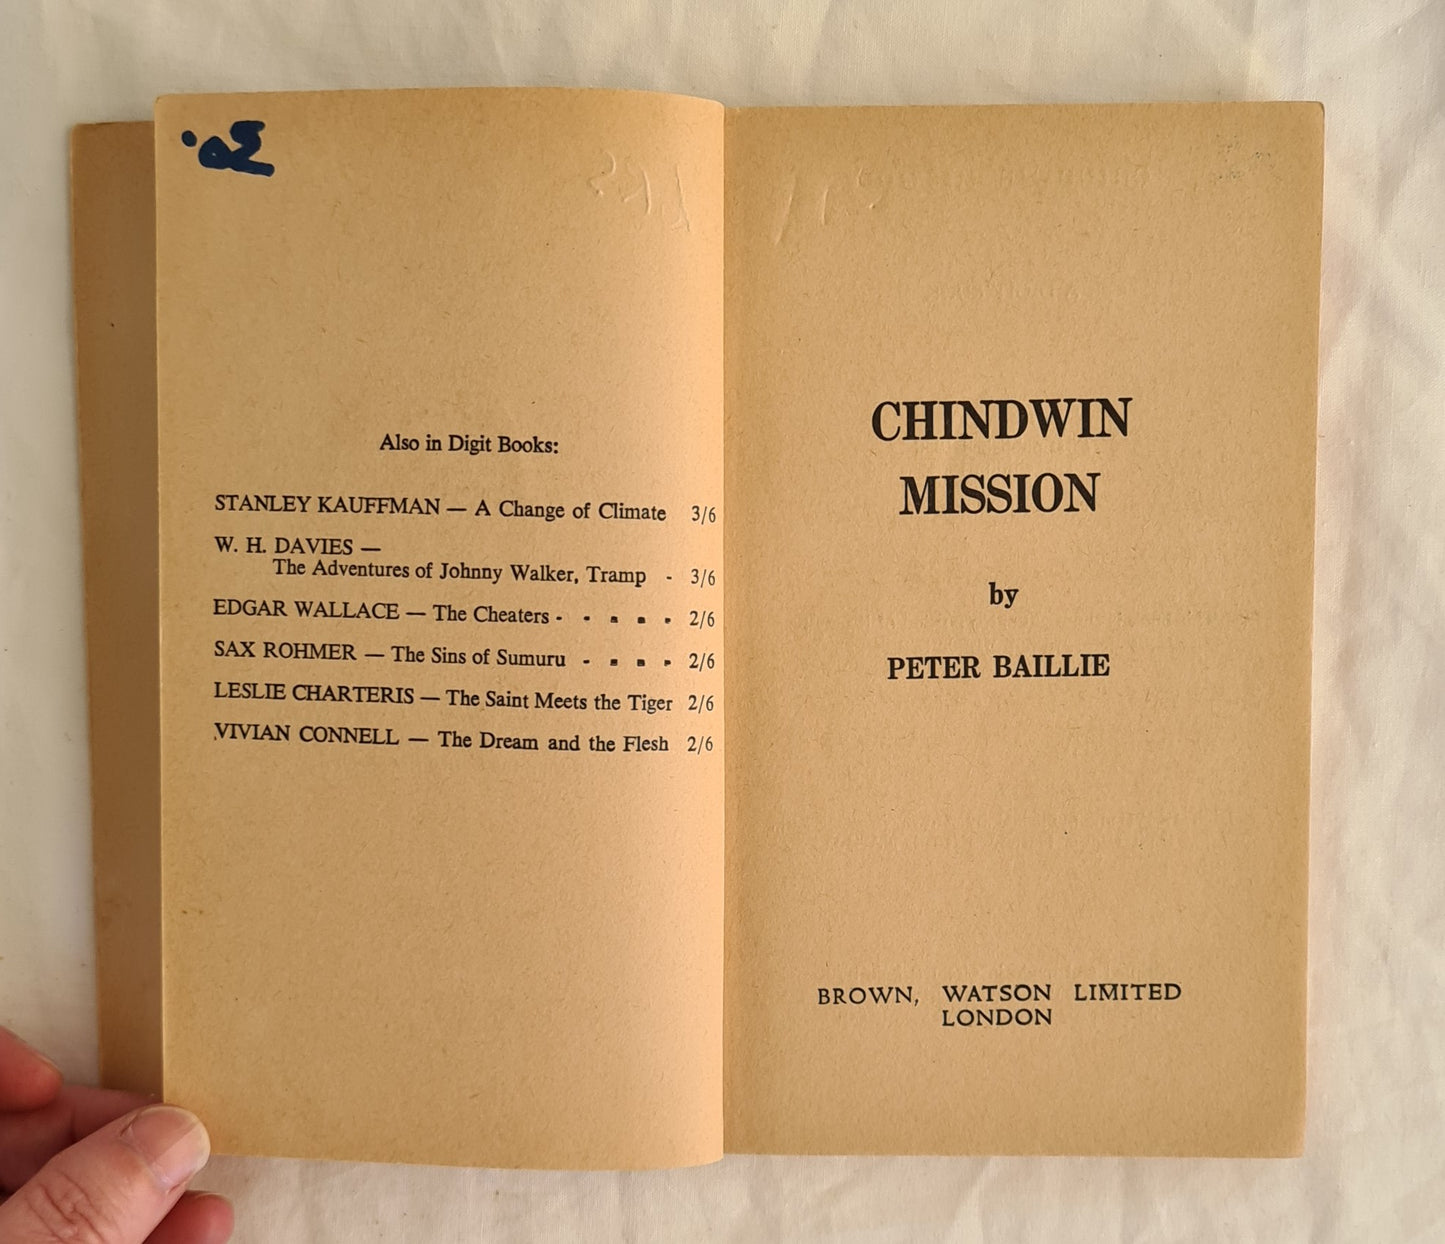 Also in Digit Books:
STANLEY KAUFFMAN — A Change of Climate 3/6
W. H. DAVIES —
The Adventures of Johnny Walker, Tramp - 3/6
EDGAR WALLACE — The Cheaters - - - - - 2/6
SAX ROHMER — The Sins of Sumuru - - - - 2/6
LESLIE CHARTERIS — The Saint Meets the Tiger 2/6
VIVIAN CONNELL — The Dream and the Flesh 2/6
CHINDWIN
MISSION
by
PETER BAILLIE
BROWN, WATSON LIMITED
LONDON